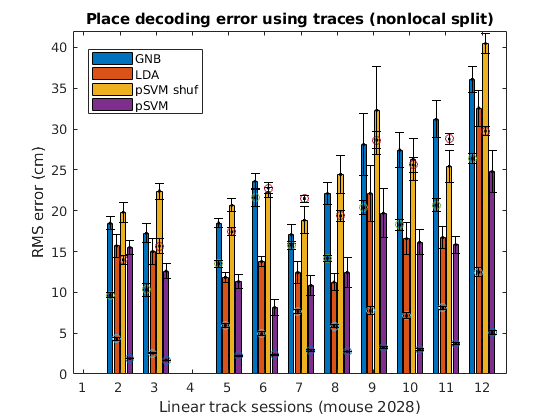 Place decoding error using traces (nonlocal split)
GNB
LDA
pSVM shuf
pSVM
RMS error (cm)
40
35
30
25
20
15
10
5
0
1 2 3 4 5 6 7 8 9 10 11 12
Linear track sessions (mouse 2028)